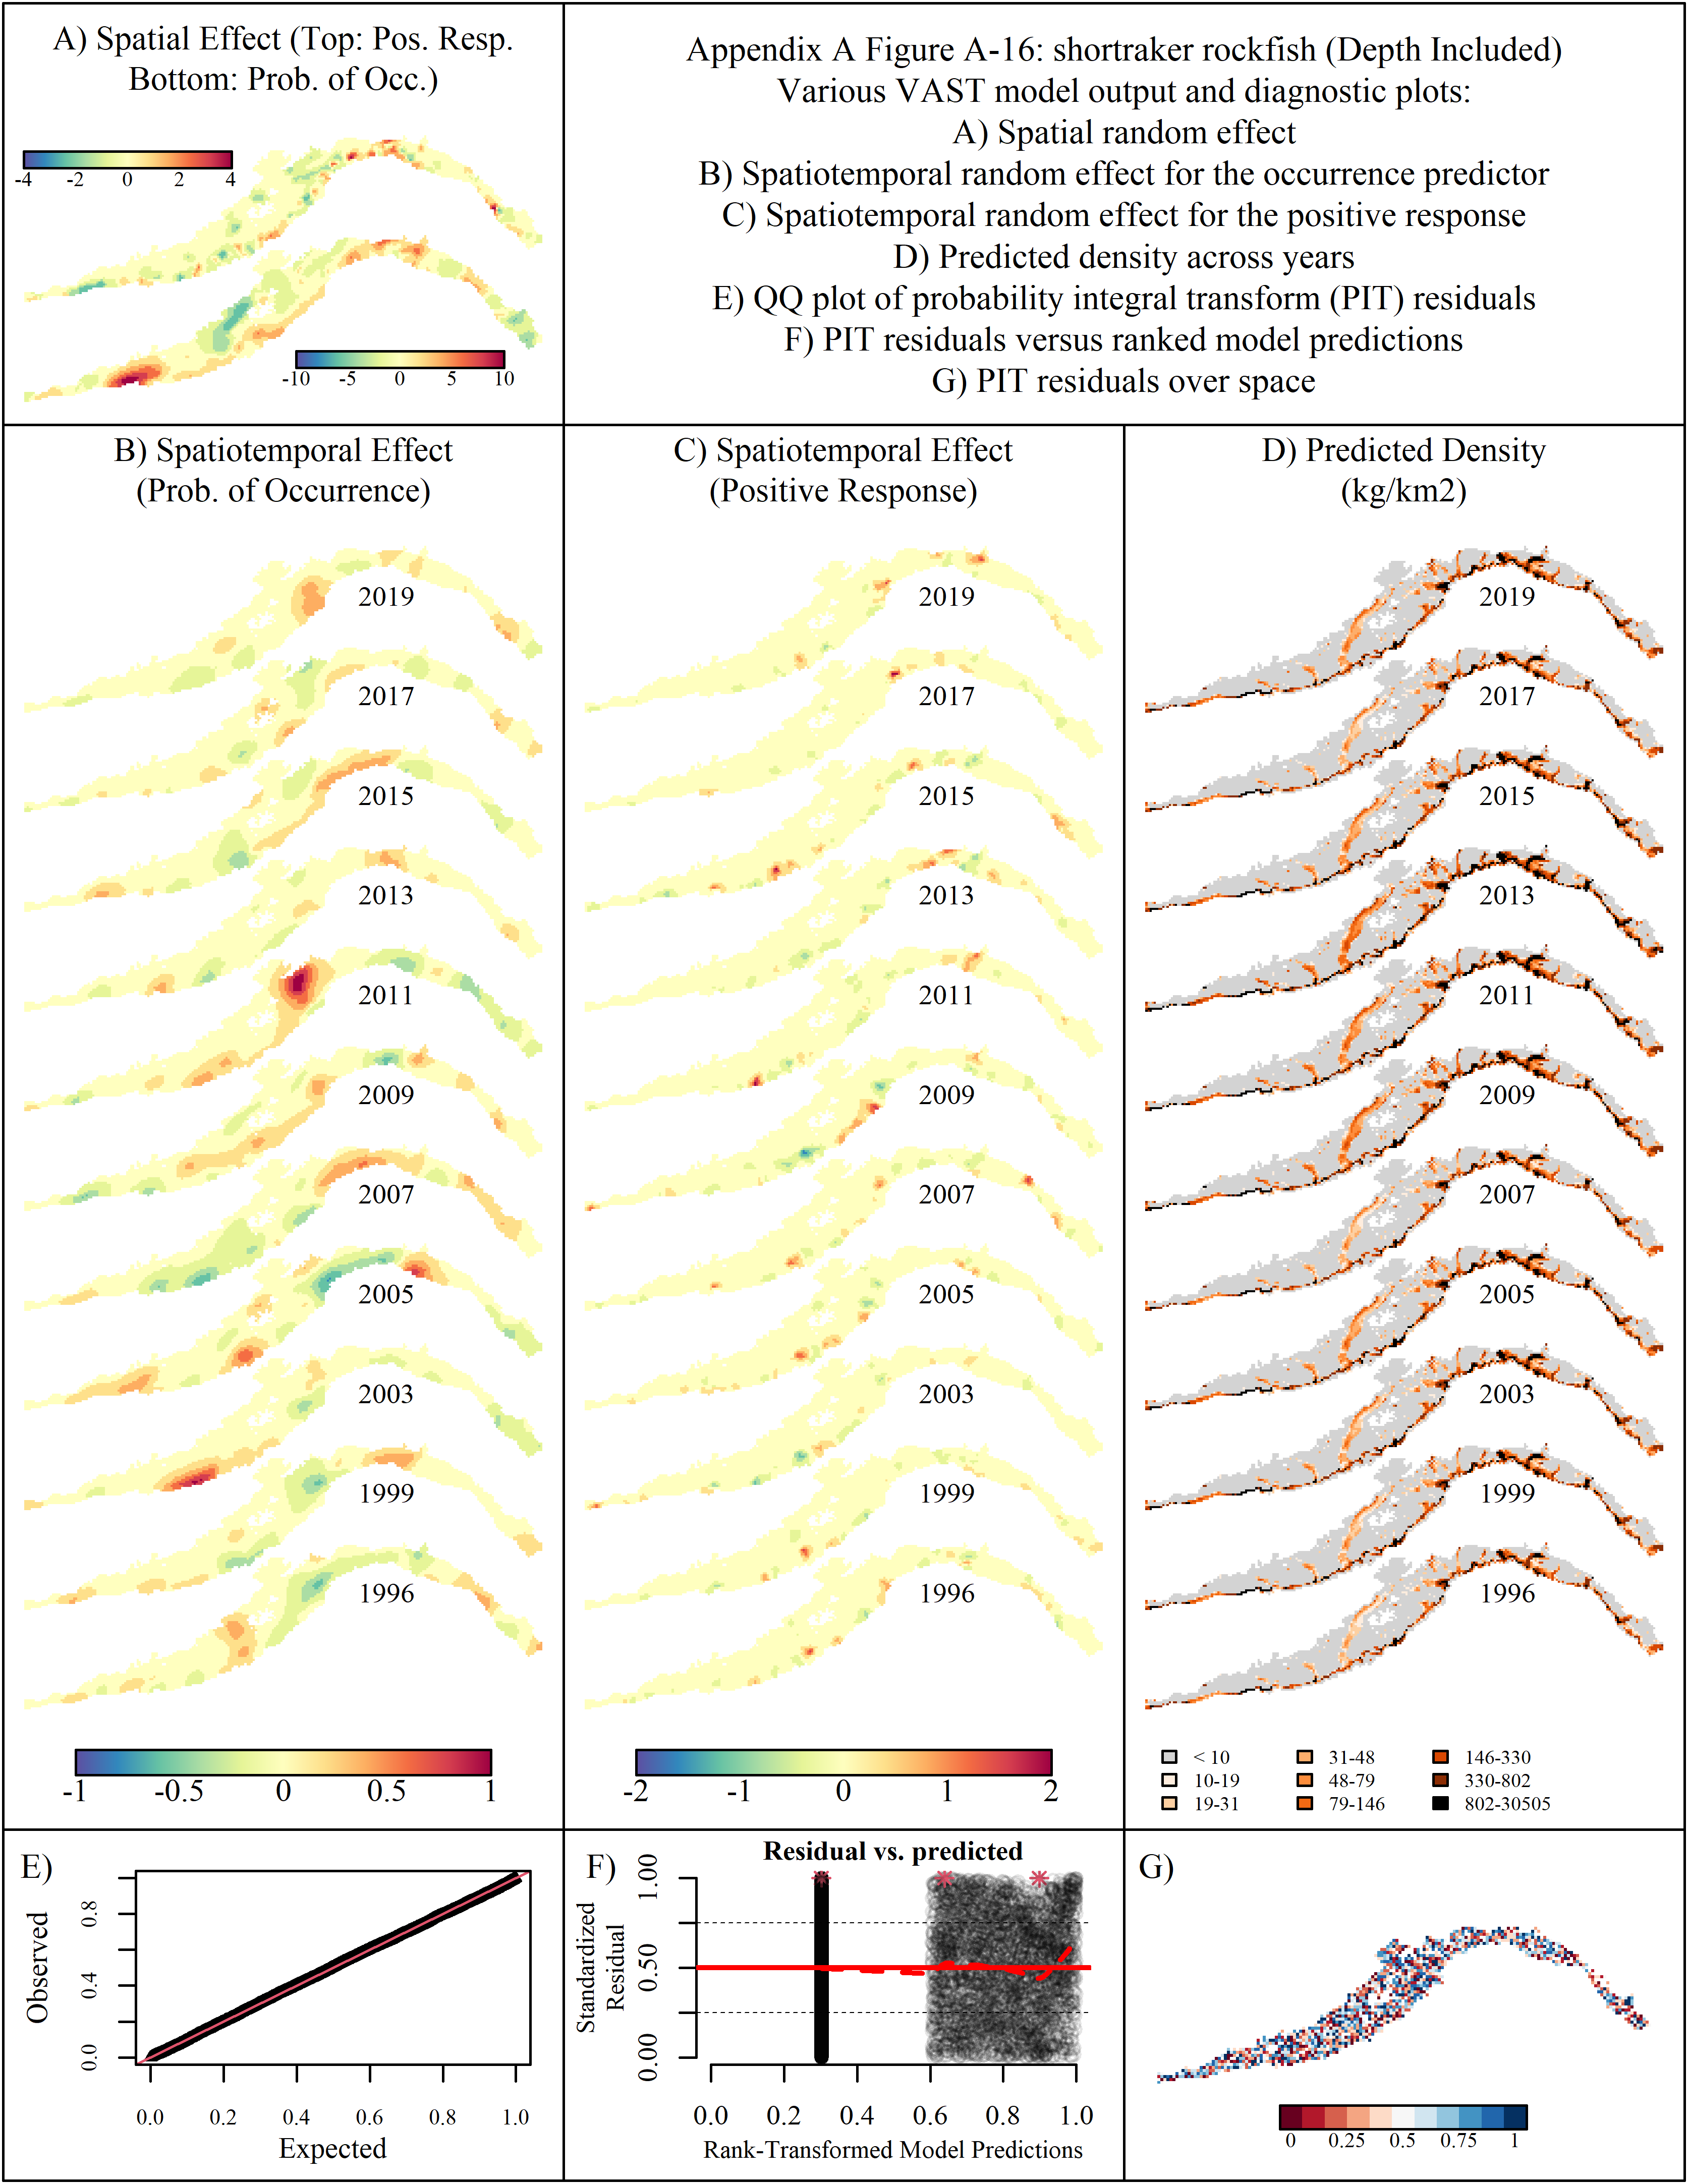 A) Spatial Effect (Top: Pos. Resp.
Bottom: Prob. of Occ.)
-4 -2 0 2 4
-10 -5 0 5 10
Appendix A Figure A-16: shortraker rockfish (Depth Included)
Various VAST model output and diagnostic plots:
A) Spatial random effect
B) Spatiotemporal random effect for the occurrence predictor
C) Spatiotemporal random effect for the positive response
D) Predicted density across years
E) QQ plot of probability integral transform (PIT) residuals
F) PIT residuals versus ranked model predictions
G) PIT residuals over space
B) Spatiotemporal Effect
(Prob. of Occurrence)
2019
2017
2015
2013
2011
2009
2007
2005
2003
1999
1996
-1 -0.5 0 0.5 1
C) Spatiotemporal Effect
(Positive Response)
2019
2017
2015
2013
2011
2009
2007
2005
2003
1999
1996
-2 -1 0 1 2
D) Predicted Density
(kg/km2)
2019
2017
2015
2013
2011
2009
2007
2005
2003
1999
1996
< 10 31-48 146-330
10-19 48-79 330-802
19-31 79-146 802-30505
E)
Observed
0.0 0.4 0.8
0.0 0.2 0.4 0.6 0.8 1.0
Expected
F)
Residual vs. predicted
Standardized
Residual
0.00 0.50 1.00
0.0 0.2 0.4 0.6 0.8 1.0
Rank-Transformed Model Predictions
G)
0 0.25 0.5 0.75 1